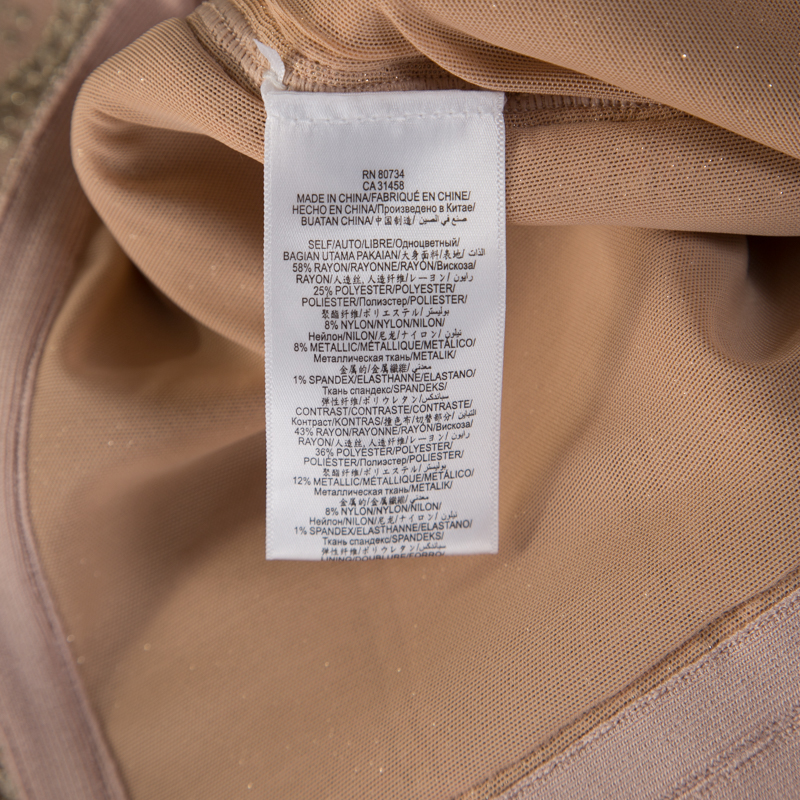 RN 80734
CA 31458
MADE IN CHINA/FABRIQUÉ EN CHINE/
HECHO EN CHINA/Произведено в Китае/
BUATAN CHINA/中国制造/ صنع في الصين
SELF/AUTO/LIBRE/Одноцветный/
BAGIAN UTAMA PAKAIAN/大身面料/表地/ الذات
58% RAYON/RAYONNE/RAYÓN/Вискоза/
RAYON/人造丝, 人造纤维/レーヨン/ رايون
25% POLYESTER/POLYESTER/
POLIÉSTER/Полиэстер/POLIESTER/
聚酯纤维/ポリエステル/ بوليستر
8% NYLON/NYLON/NILON/
Нейлон/NILON/尼龙/ナイロン/ نيلون
8% METALLIC/MÉTALLIQUE/METÁLICO/
Металлическая ткань/METALIK/
金属的/金属繊維/ معدني
1% SPANDEX/ELASTHANNE/ELASTANO/
Ткань спандекс/SPANDEKS/
弹性纤维/ポリウレタン/ سباندكس
CONTRAST/CONTRASTE/CONTRASTE/
Контраст/KONTRAS/撞色布/切替部分/ التباين
43% RAYON/RAYONNE/RAYÓN/Вискоза/
RAYON/人造丝, 人造纤维/レーヨン/ رايون
36% POLYESTER/POLYESTER/
POLIÉSTER/Полиэстер/POLIESTER/
聚酯纤维/ポリエステル/ بوليستر
12% METALLIC/MÉTALLIQUE/METÁLICO/
Металлическая ткань/METALIK/
金属的/金属繊維/ معدني
8% NYLON/NYLON/NILON/
Нейлон/NILON/尼龙/ナイロン/ نيلون
1% SPANDEX/ELASTHANNE/ELASTANO/
Ткань спандекс/SPANDEKS/
弹性纤维/ポリウレタン/ سباندكس
LINING/DOUBLURE/FORRO/